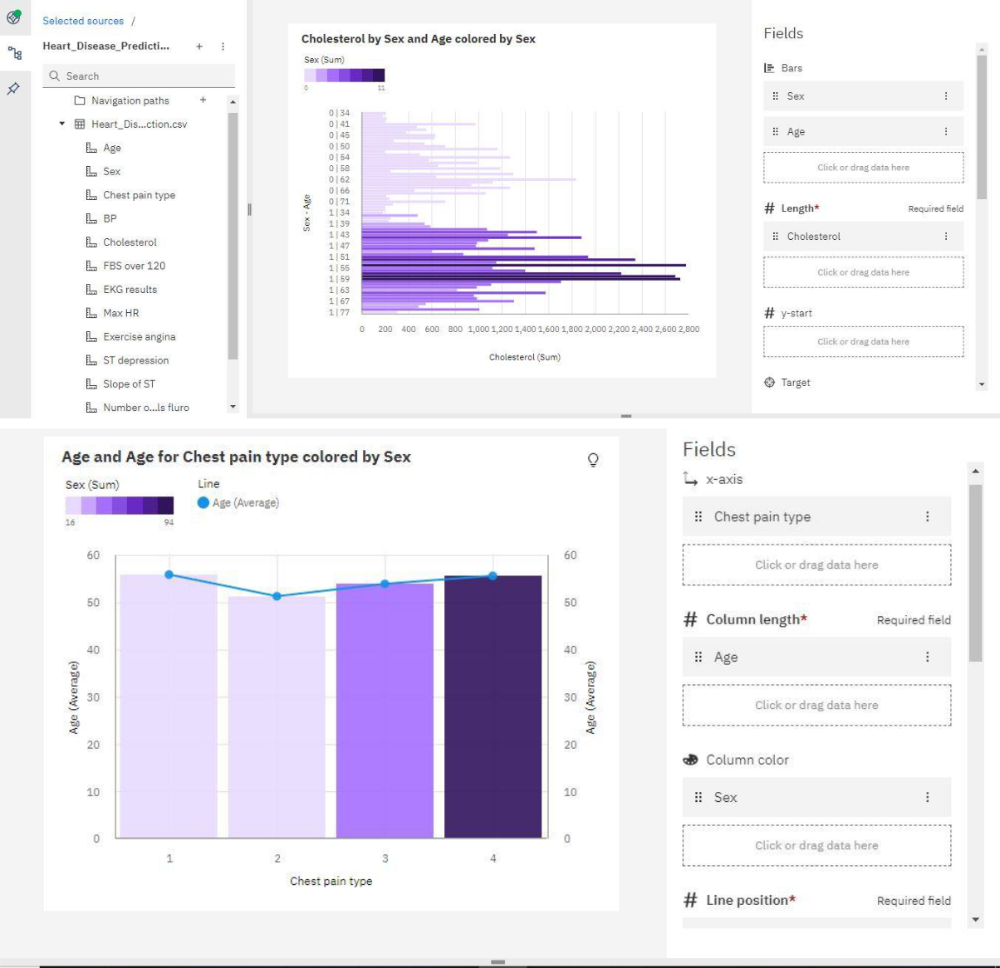 Selected sources /
Heart_Disease_Predicti...
Search
Navigation paths
Heart_Dis...ction.csv
Age
Sex
Chest pain type
BP
Cholesterol
FBS over 120
EKG results
Max HR
Exercise angina
ST depression
Slope of ST
Number o...ls fluro
Cholesterol by Sex and Age colored by Sex
Sex (Sum)
0 11
0 | 34
0 | 41
0 | 45
0 | 50
0 | 54
0 | 58
0 | 62
0 | 66
0 | 71
1 | 34
1 | 39
1 | 43
1 | 47
1 | 51
1 | 55
1 | 59
1 | 63
1 | 67
1 | 77
Sex - Age
0 200 400 600 800 1,000 1,200 1,400 1,600 1,800 2,000 2,200 2,400 2,600 2,800
Cholesterol (Sum)
Fields
Bars
Sex
Age
Click or drag data here
# Length* Required field
Cholesterol
Click or drag data here
# y-start
Click or drag data here
Target
Age and Age for Chest pain type colored by Sex
Sex (Sum) Line
Age (Average)
16 94
60 60
50 50
40 40
30 30
20 20
10 10
0 0
Age (Average)
Age (Average)
1 2 3 4
Chest pain type
Fields
x-axis
Chest pain type
Click or drag data here
# Column length* Required field
Age
Click or drag data here
Column color
Sex
Click or drag data here
# Line position* Required field